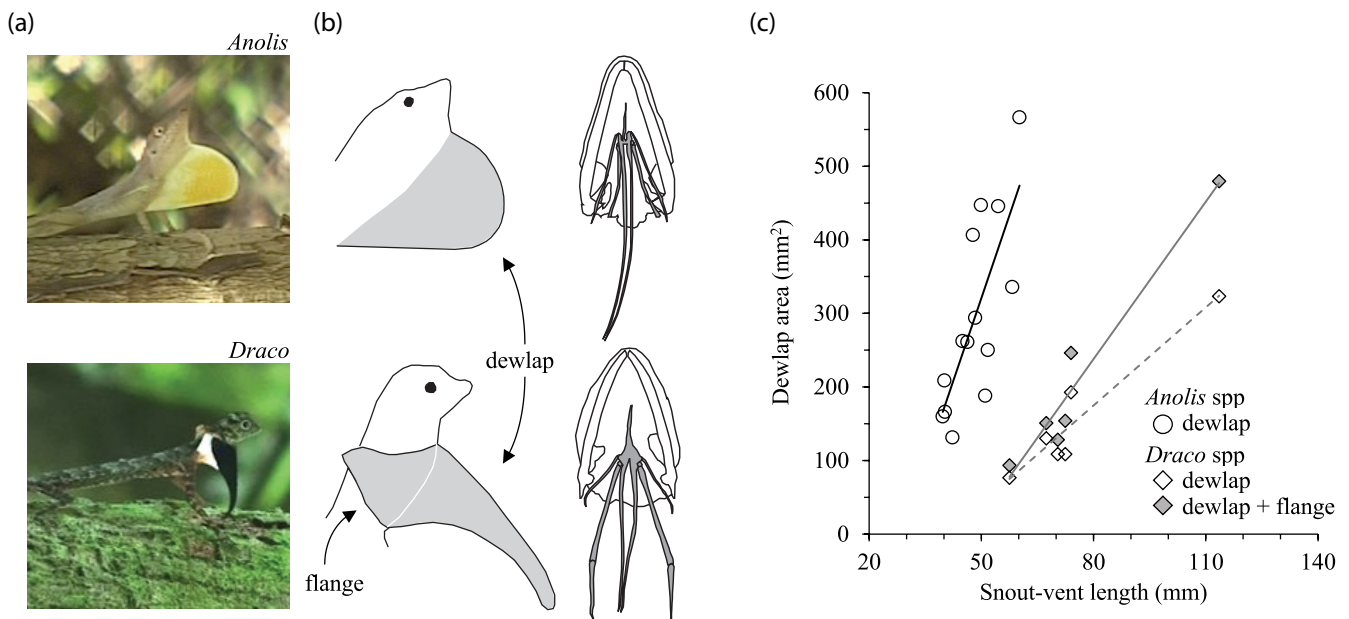 (a)
Anolis
Draco
(b)
dewlap
flange
(c)
Dewlap area (mm²)
600
500
400
300
200
100
0
20 50 80 110 140
Snout-vent length (mm)
Anolis spp
dewlap
Draco spp
dewlap
dewlap + flange